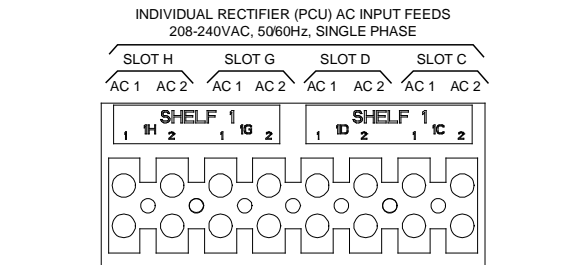 INDIVIDUAL RECTIFIER (PCU) AC INPUT FEEDS
208-240VAC, 50/60Hz, SINGLE PHASE
SLOT H SLOT G SLOT D SLOT C
AC 1 AC 2 AC 1 AC 2 AC 1 AC 2 AC 1 AC 2
SHELF 1 SHELF 1
1 1H 2 1 1G 2 1 1D 2 1 1C 2